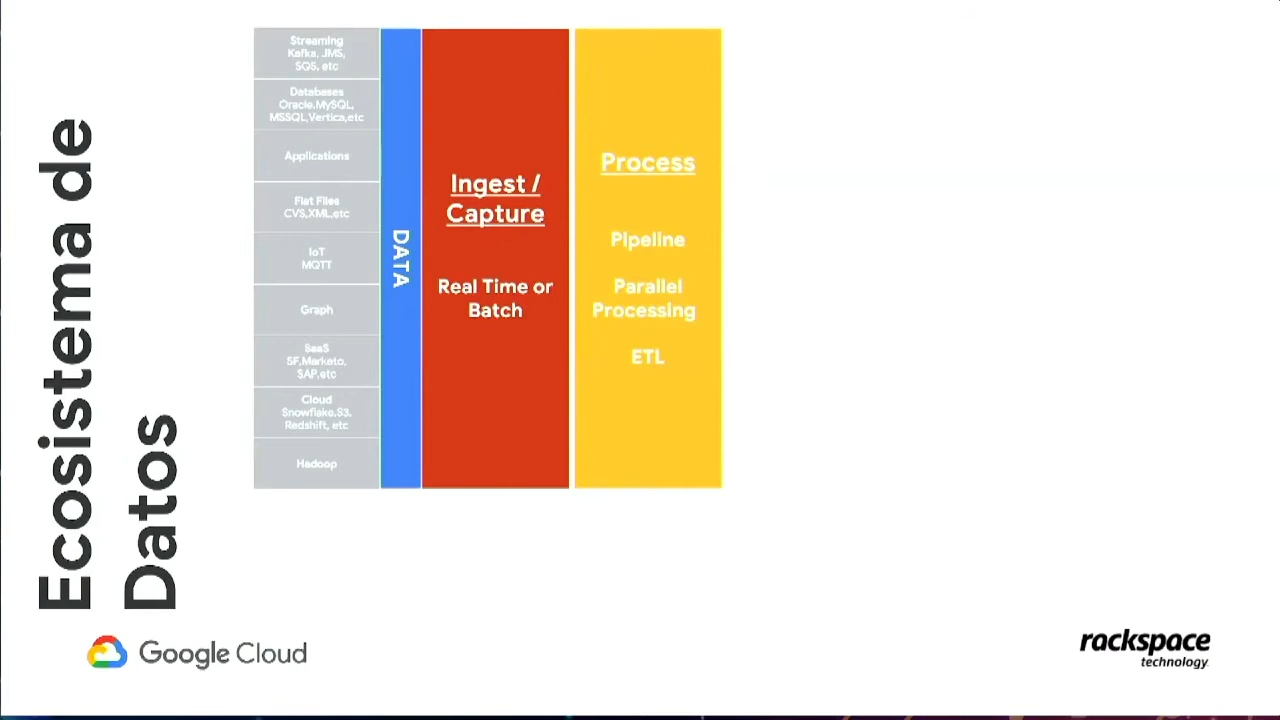 Ecosistema de
Datos
Streaming
Kafka, JMS,
SQS, etc
Databases
Oracle,MySQL,
MSSQL,Vertica,etc
Applications
Flat Files
CVS,XML,etc
IoT
MQTT
Graph
SaaS
SF,Marketo,
SAP,etc
Cloud
Snowflake,S3,
Redshift, etc
Hadoop
DATA
Ingest /
Capture
Real Time or
Batch
Process
Pipeline
Parallel
Processing
ETL
Google Cloud
rackspace
technology.